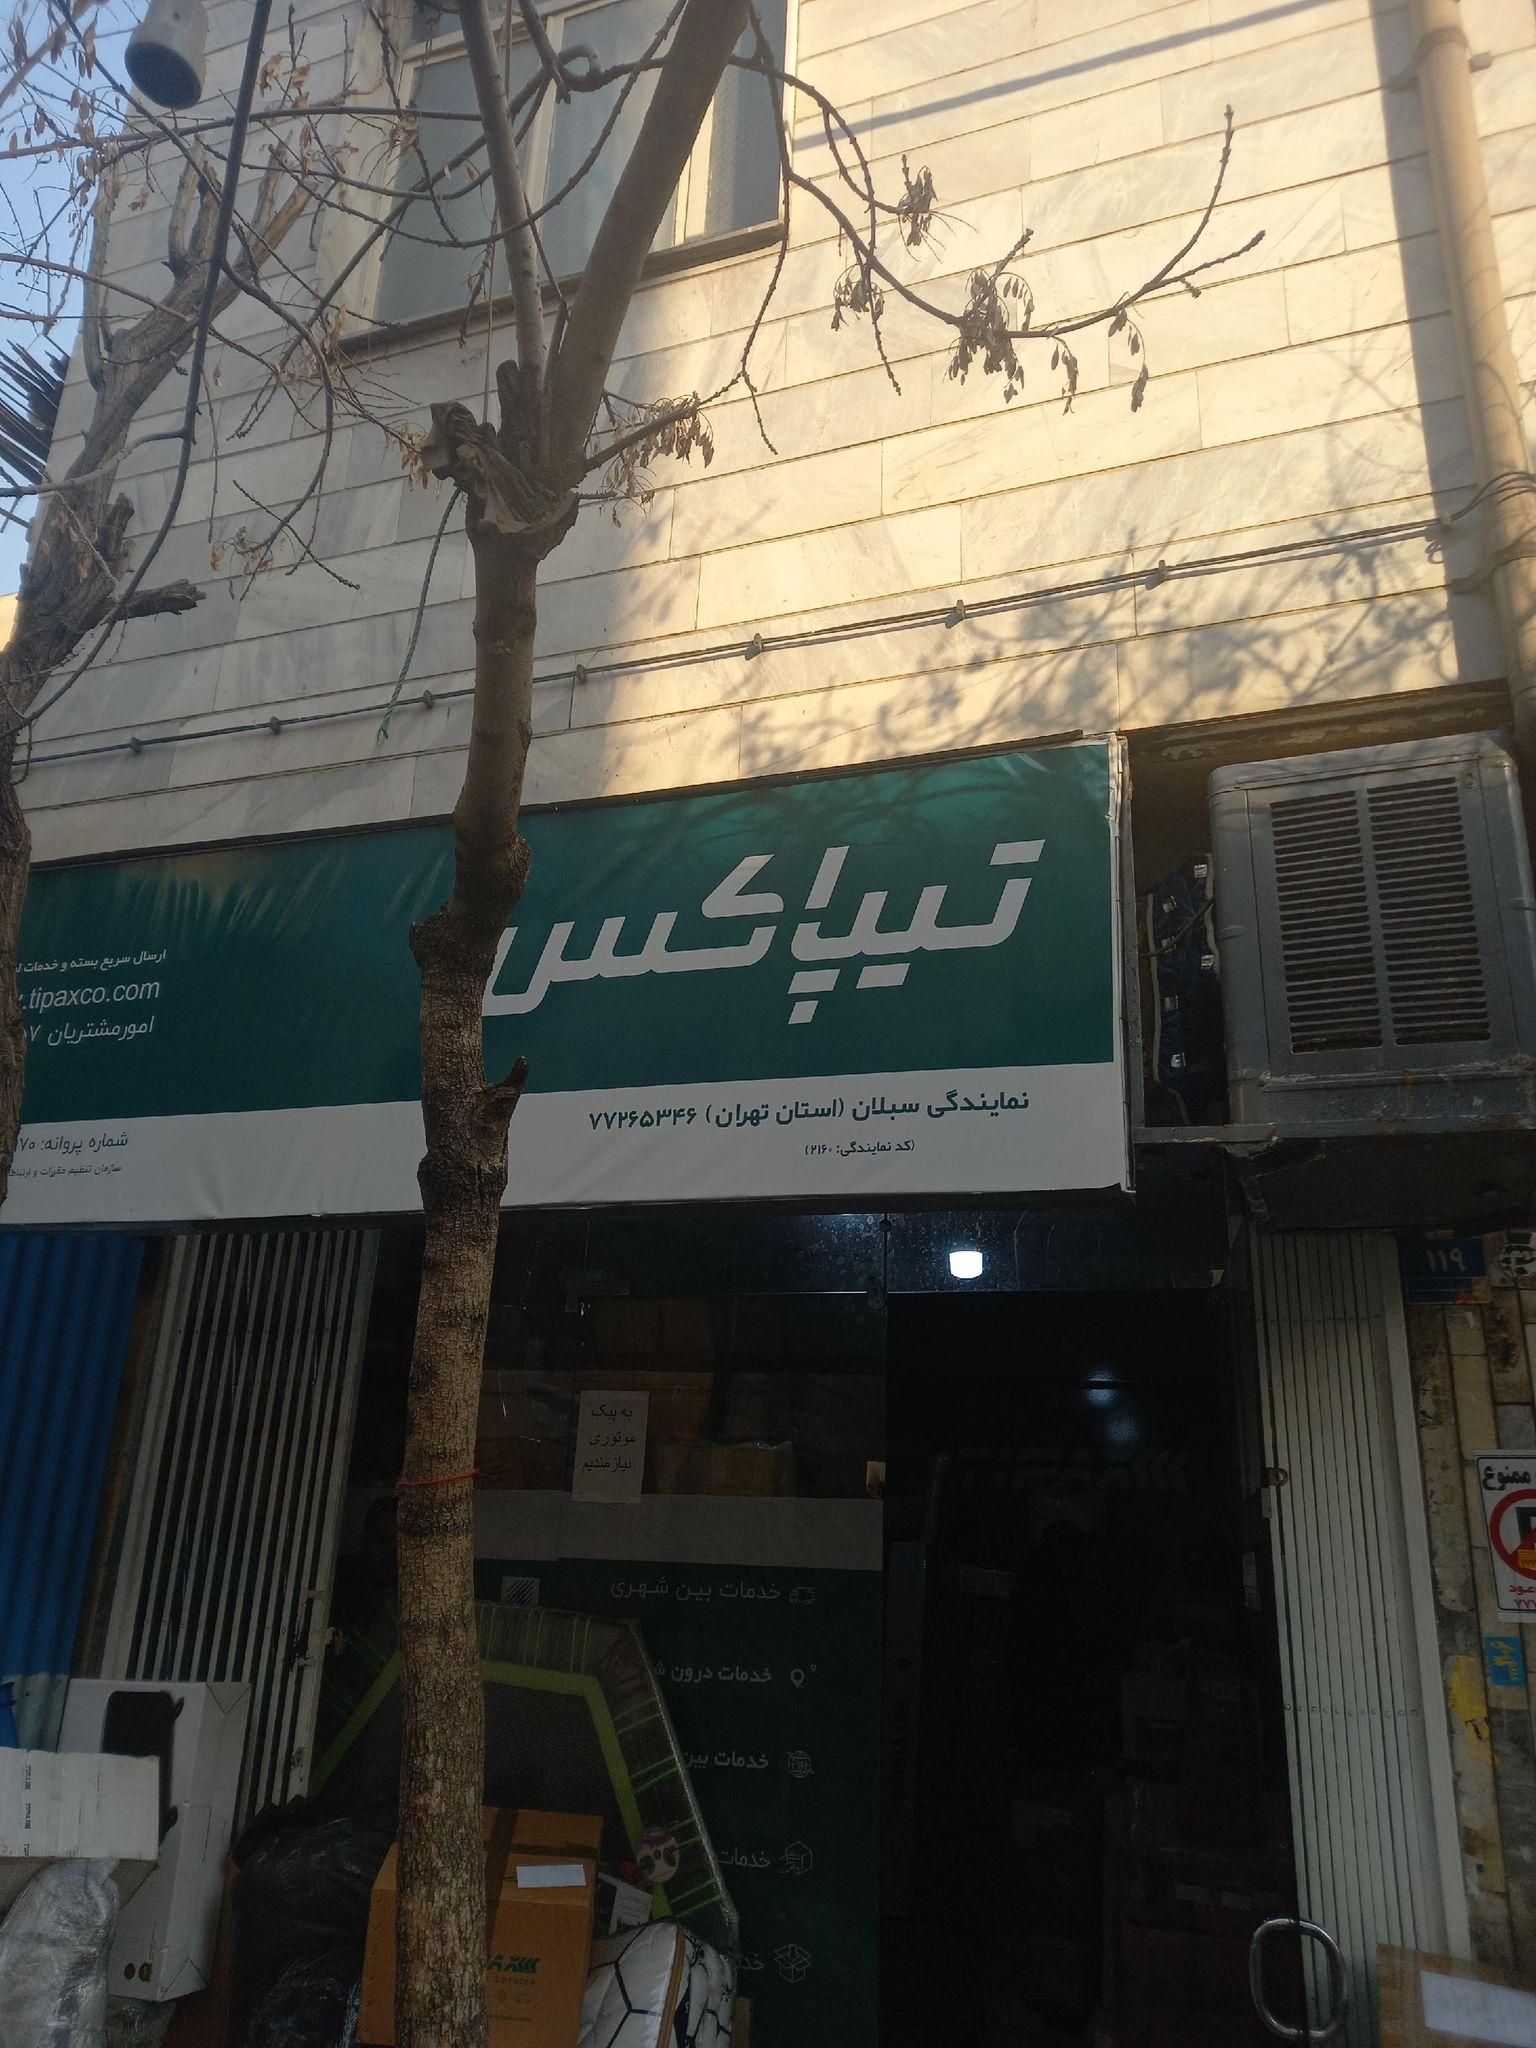 تیپاکس
ارسال سریع بسته و خدمات
.tipaxco.com
امورمشتریان
نمایندگی سبلان (استان تهران) ۷۷۲۶۵۳۴۶
(کد نمایندگی: ۲۱۶۰)
شماره پروانه:
سازمان تنظیم مقررات و
۱۱۹
به پیک
موتوری
نیازمندیم
ممنوع
خدمات بین شهری
خدمات درون
خدمات بین
خدمات
Service